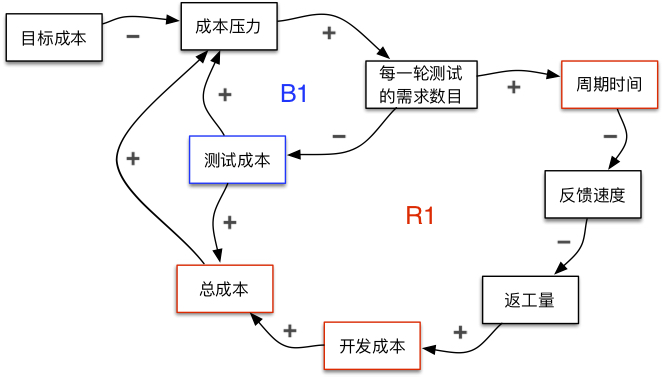 目标成本
−
成本压力
+
每一轮测试
的需求数目
+
周期时间
B1
+
−
−
+
测试成本
反馈速度
+
R1
−
总成本
返工量
+
开发成本
+